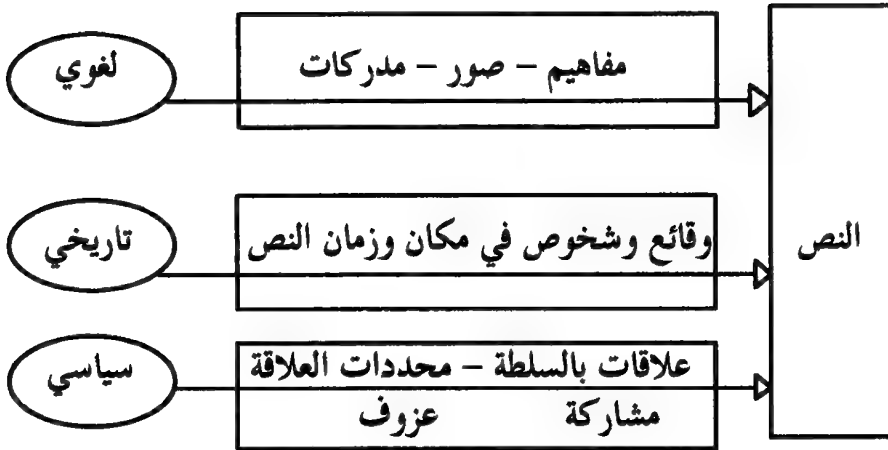 لغوي
مفاهيم – صور – مدركات
تاريخي
وقائع وشخوص في مكان وزمان النص
النص
سياسي
علاقات بالسلطة – محددات العلاقة
مشاركة عزوف